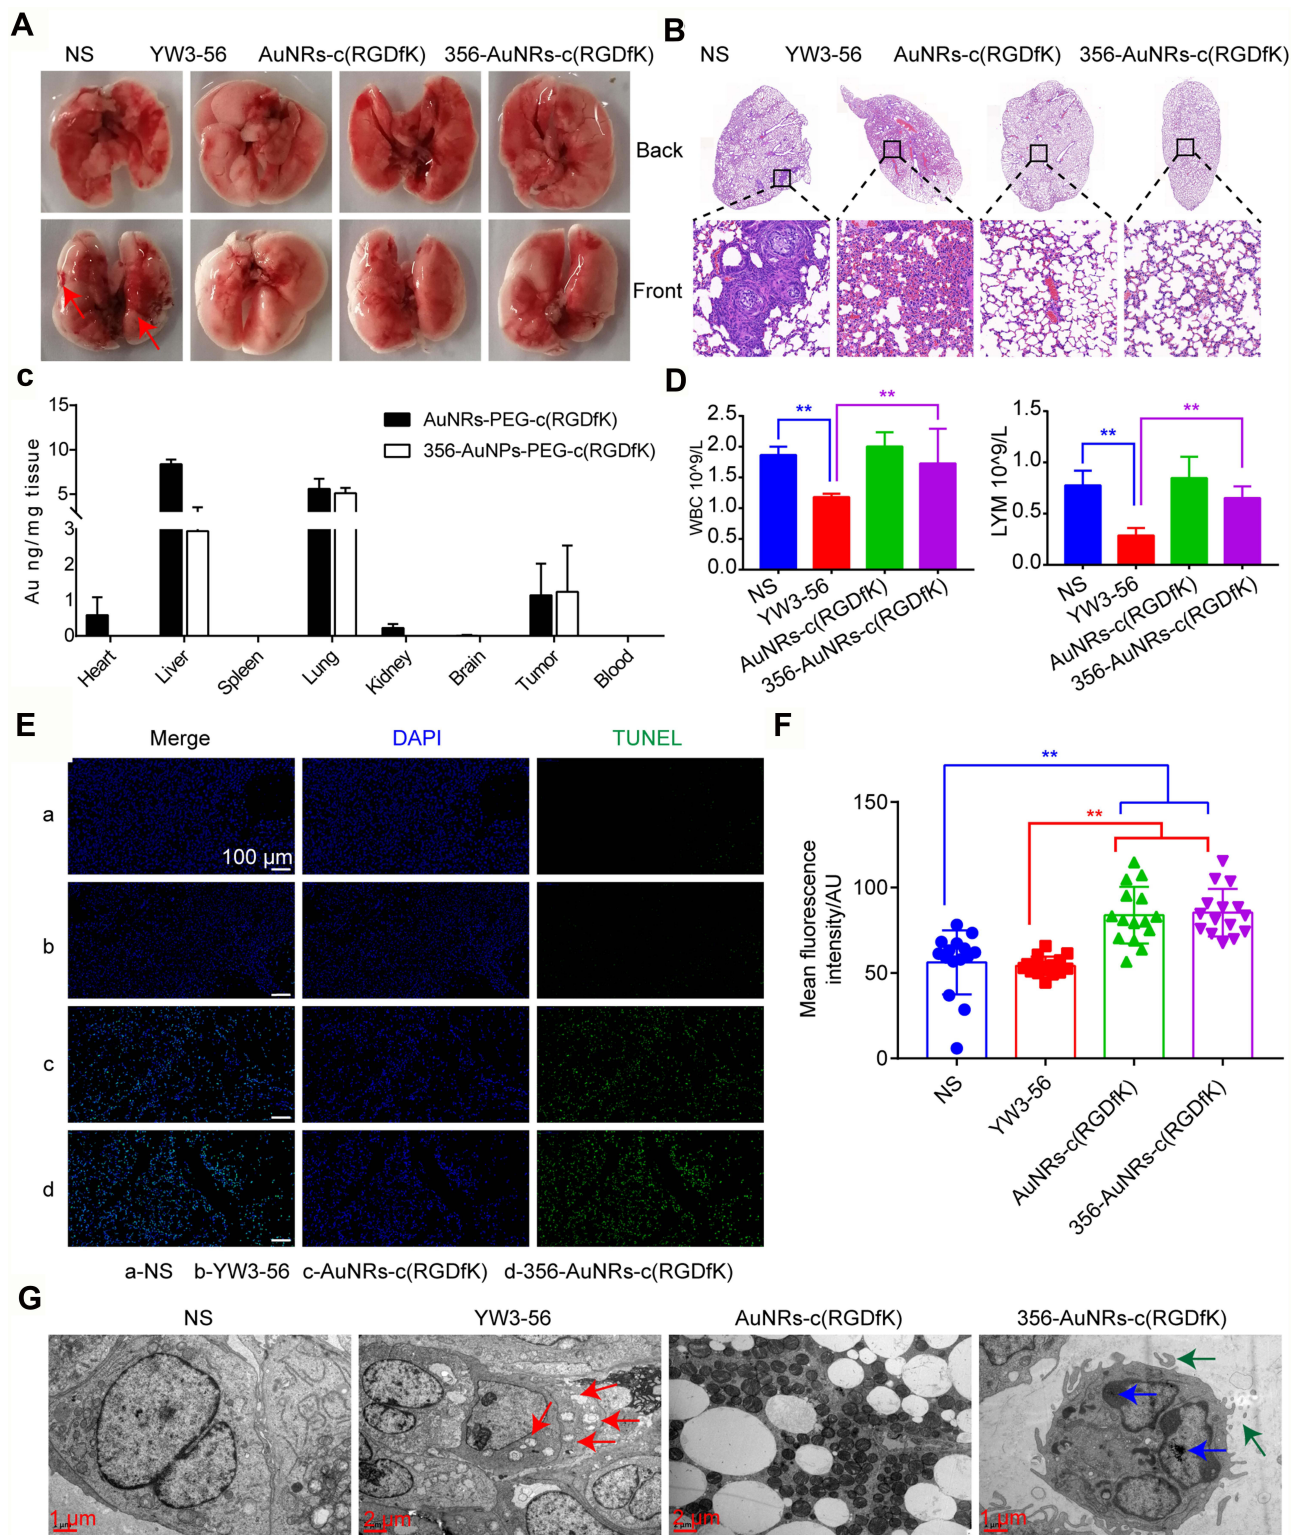 A
NS YW3-56 AuNRs-c(RGDfK) 356-AuNRs-c(RGDfK)
Back
Front
B
NS YW3-56 AuNRs-c(RGDfK) 356-AuNRs-c(RGDfK)
C
Au ng/mg tissue
15
10
5
3
2
1
0
AuNRs-PEG-c(RGDfK)
356-AuNPs-PEG-c(RGDfK)
Heart Liver Spleen Lung Kidney Brain Tumor Blood
D
WBC 10^9/L
2.5
2.0
1.5
1.0
0.5
0.0
** **
NS YW3-56 AuNRs-c(RGDfK) 356-AuNRs-c(RGDfK)
LYM 10^9/L
1.5
1.0
0.5
0.0
** **
NS YW3-56 AuNRs-c(RGDfK) 356-AuNRs-c(RGDfK)
E
Merge DAPI TUNEL
a
100 μm
b
c
d
a-NS b-YW3-56 c-AuNRs-c(RGDfK) d-356-AuNRs-c(RGDfK)
F
Mean fluorescence
intensity/AU
150
100
50
0
**
**
NS YW3-56 AuNRs-c(RGDfK) 356-AuNRs-c(RGDfK)
G
NS YW3-56 AuNRs-c(RGDfK) 356-AuNRs-c(RGDfK)
1 μm 2 μm 2 μm 1 μm